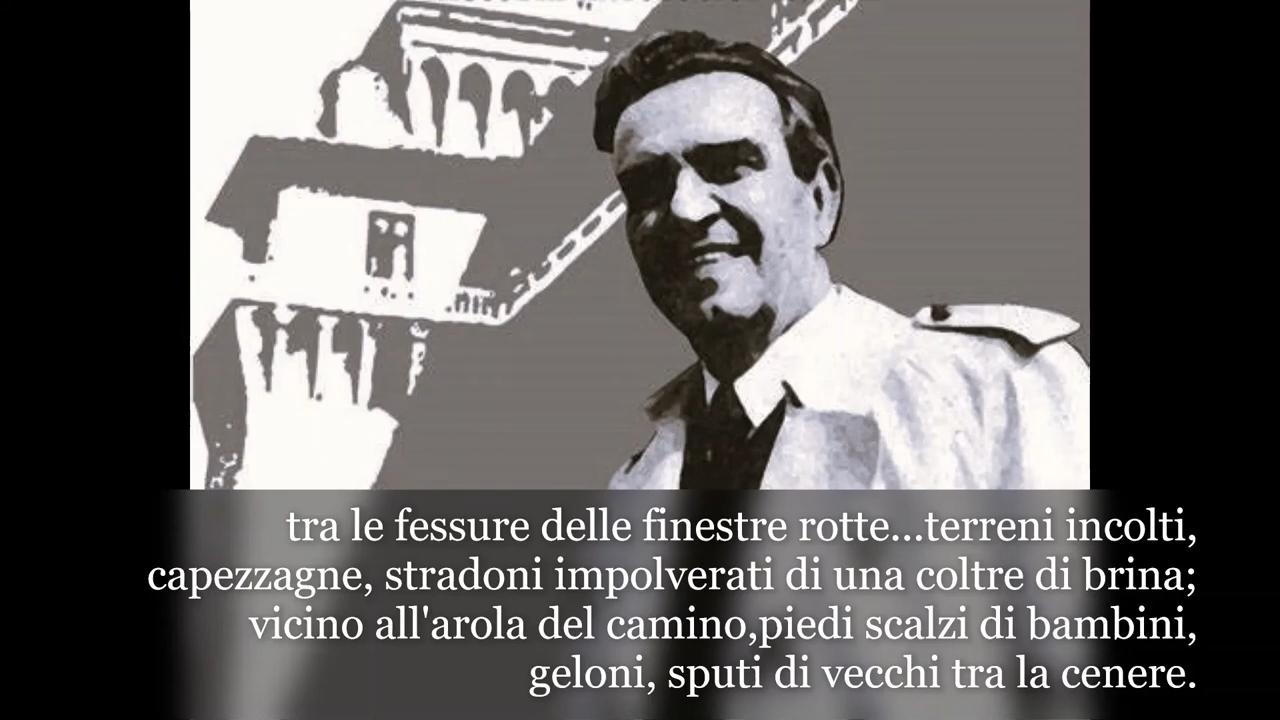 tra le fessure delle finestre rotte...terreni incolti,
capezzagne, stradoni impolverati di una coltre di brina;
vicino all'arola del camino,piedi scalzi di bambini,
geloni, sputi di vecchi tra la cenere.